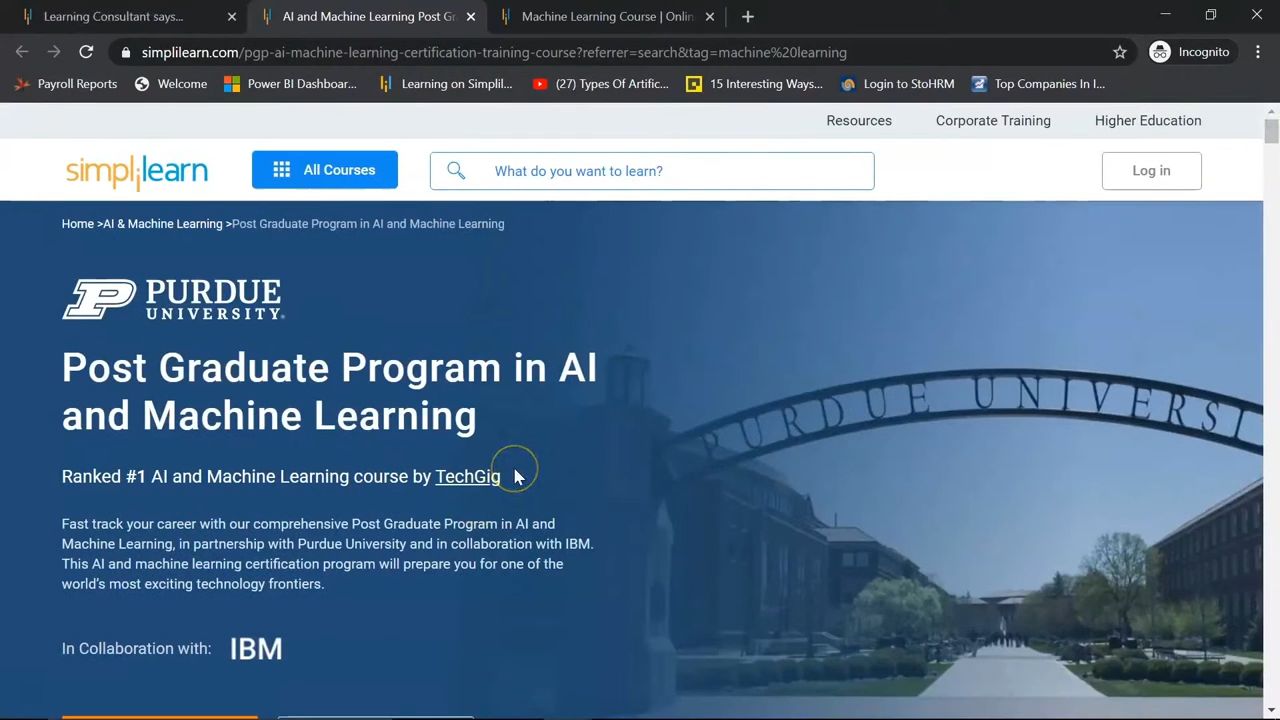 Learning Consultant says...
AI and Machine Learning Post Gr
Machine Learning Course | Onlin
simplilearn.com/pgp-ai-machine-learning-certification-training-course?referrer=search&tag=machine%20learning
Incognito
Payroll Reports
Welcome
Power BI Dashboar...
Learning on Simplil...
(27) Types Of Artific...
15 Interesting Ways...
Login to StoHRM
Top Companies In I...
Resources
Corporate Training
Higher Education
simplilearn
All Courses
What do you want to learn?
Log in
Home >AI & Machine Learning >Post Graduate Program in AI and Machine Learning
PURDUE
UNIVERSITY.
Post Graduate Program in AI
and Machine Learning
PURDUE UNIVERSI
Ranked #1 AI and Machine Learning course by TechGig
Fast track your career with our comprehensive Post Graduate Program in AI and
Machine Learning, in partnership with Purdue University and in collaboration with IBM.
This AI and machine learning certification program will prepare you for one of the
world's most exciting technology frontiers.
In Collaboration with: IBM